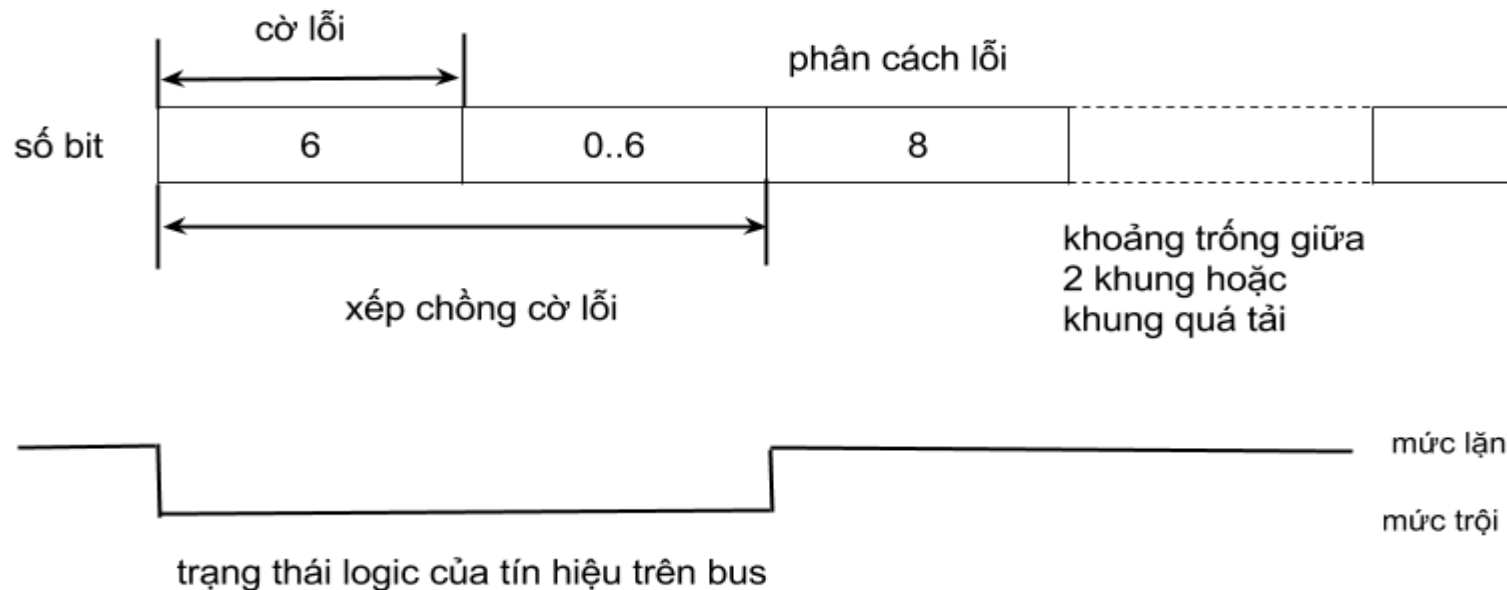 cờ lỗi
phân cách lỗi
số bit
6
0..6
8
khoảng trống giữa
2 khung hoặc
khung quá tải
xếp chồng cờ lỗi
mức lặn
mức trội
trạng thái logic của tín hiệu trên bus